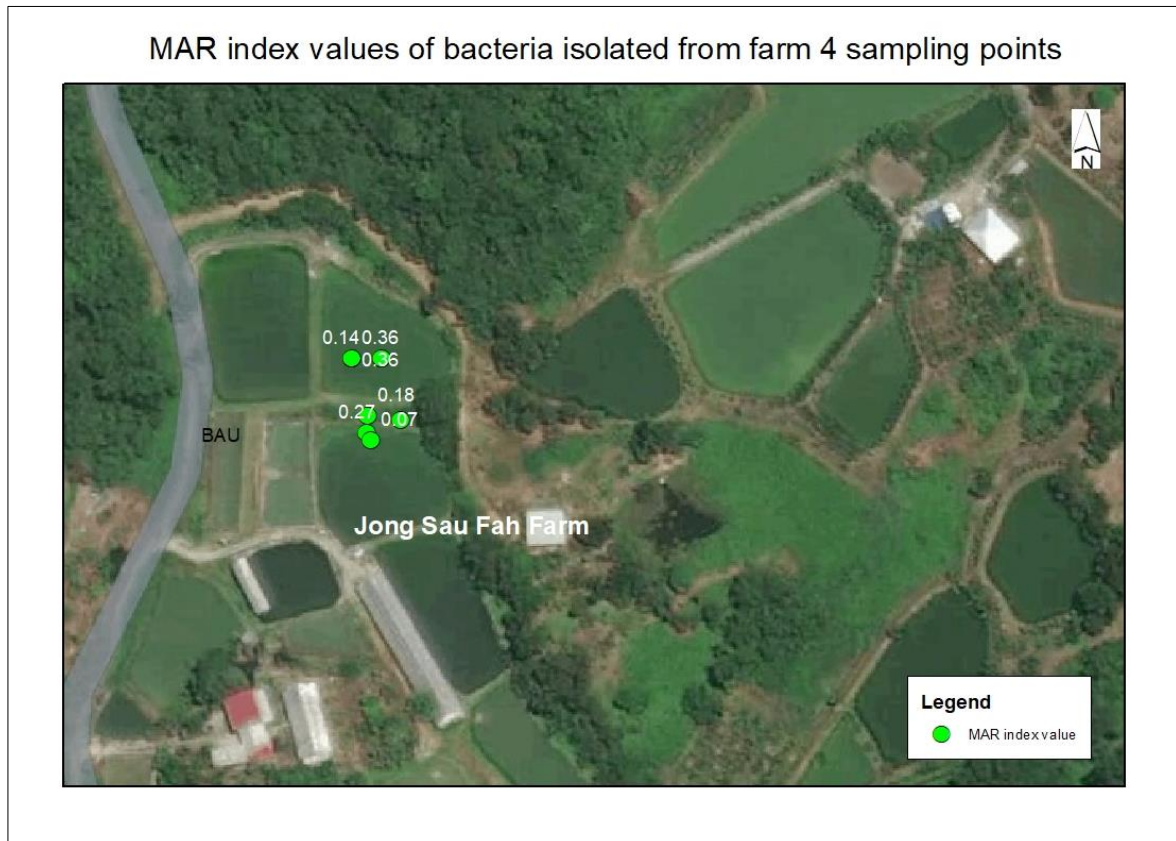 MAR index values of bacteria isolated from farm 4 sampling points
N
0.14 0.36
0.36
0.18
0.27 0.07
BAU
Jong Sau Fah Farm
Legend
MAR index value